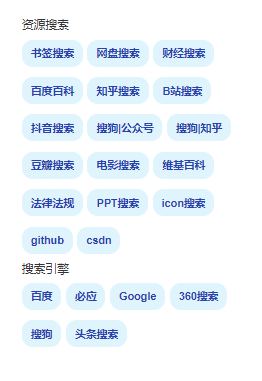 资源搜索
书签搜索 网盘搜索 财经搜索
百度百科 知乎搜索 B站搜索
抖音搜索 搜狗|公众号 搜狗|知乎
豆瓣搜索 电影搜索 维基百科
法律法规 PPT搜索 icon搜索
github csdn
搜索引擎
百度 必应 Google 360搜索
搜狗 头条搜索